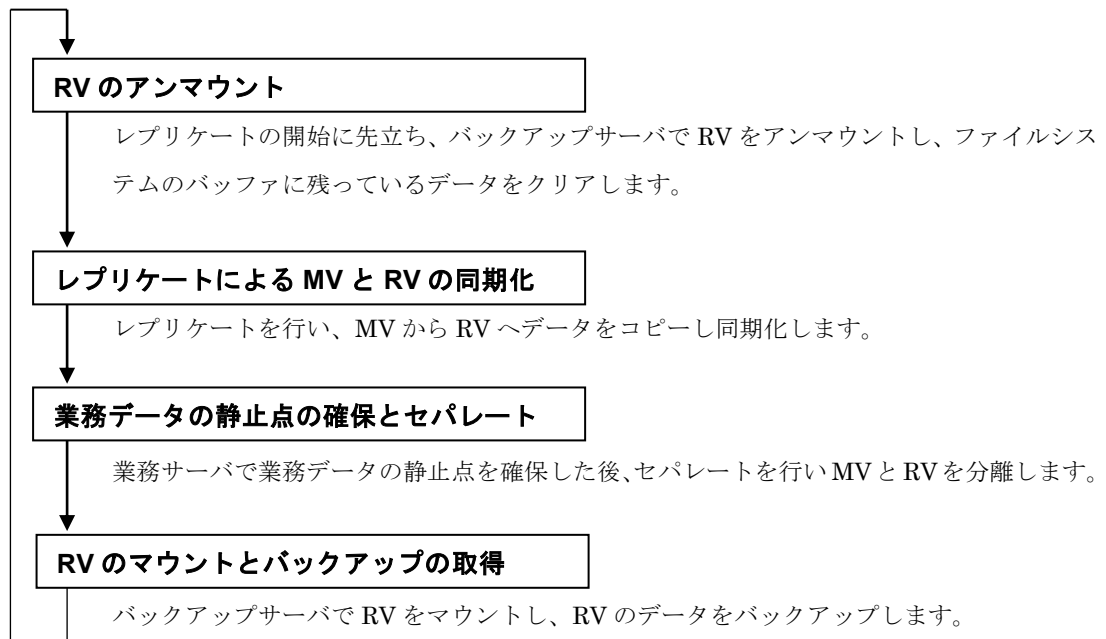 RV のアンマウント
レプリケートの開始に先立ち、バックアップサーバで RV をアンマウントし、ファイルシス
テムのバッファに残っているデータをクリアします。
レプリケートによる MV と RV の同期化
レプリケートを行い、MV から RV へデータをコピーし同期化します。
業務データの静止点の確保とセパレート
業務サーバで業務データの静止点を確保した後、セパレートを行い MV と RV を分離します。
RV のマウントとバックアップの取得
バックアップサーバで RV をマウントし、RV のデータをバックアップします。